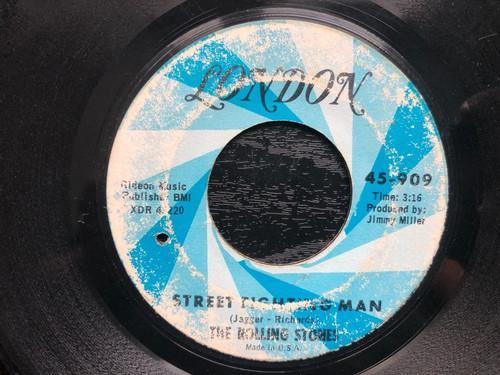 LONDON
Gideon Music
Publisher BMI
XDR 4 220
45-909
Time: 3:16
Produced by:
Jimmy Miller
STREET FIGHTING MAN
(Jagger - Richards)
THE ROLLING STONES
Made in U.S.A.